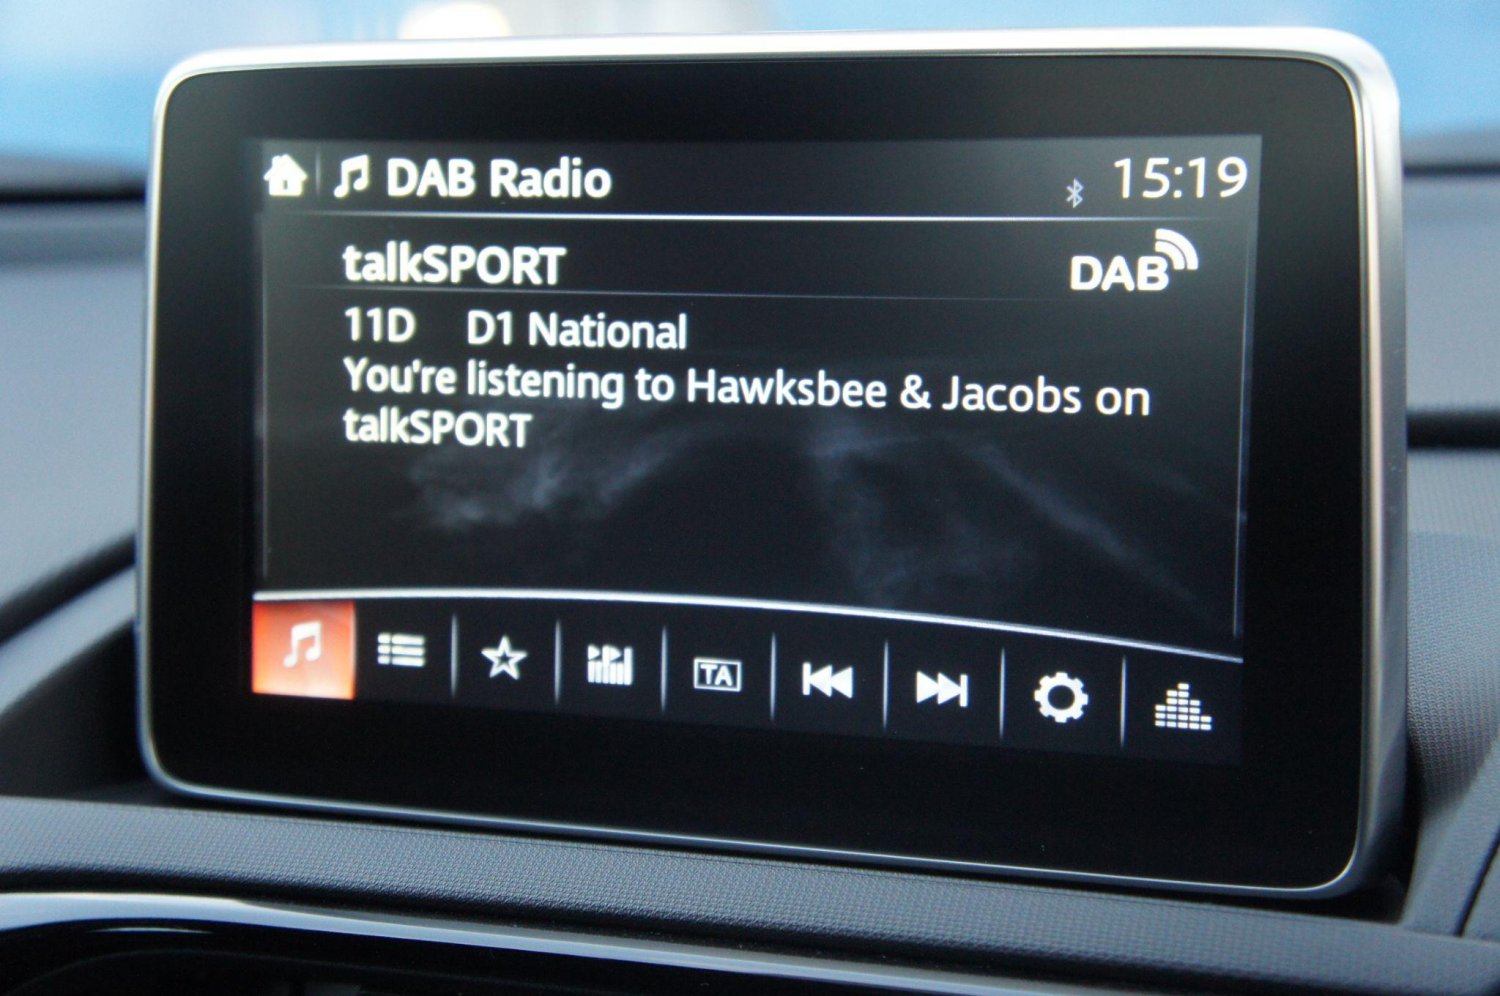 DAB Radio 15:19
talkSPORT DAB
11D D1 National
You're listening to Hawksbee & Jacobs on
talkSPORT
TA